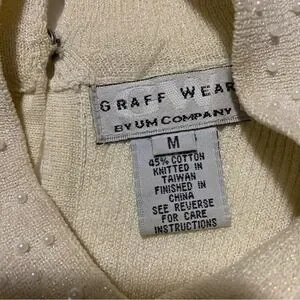 GRAFF WEAR
BY UM COMPANY
M
45% COTTON
KNITTED IN
TAIWAN
FINISHED IN
CHINA
SEE REVERSE
FOR CARE
INSTRUCTIONS